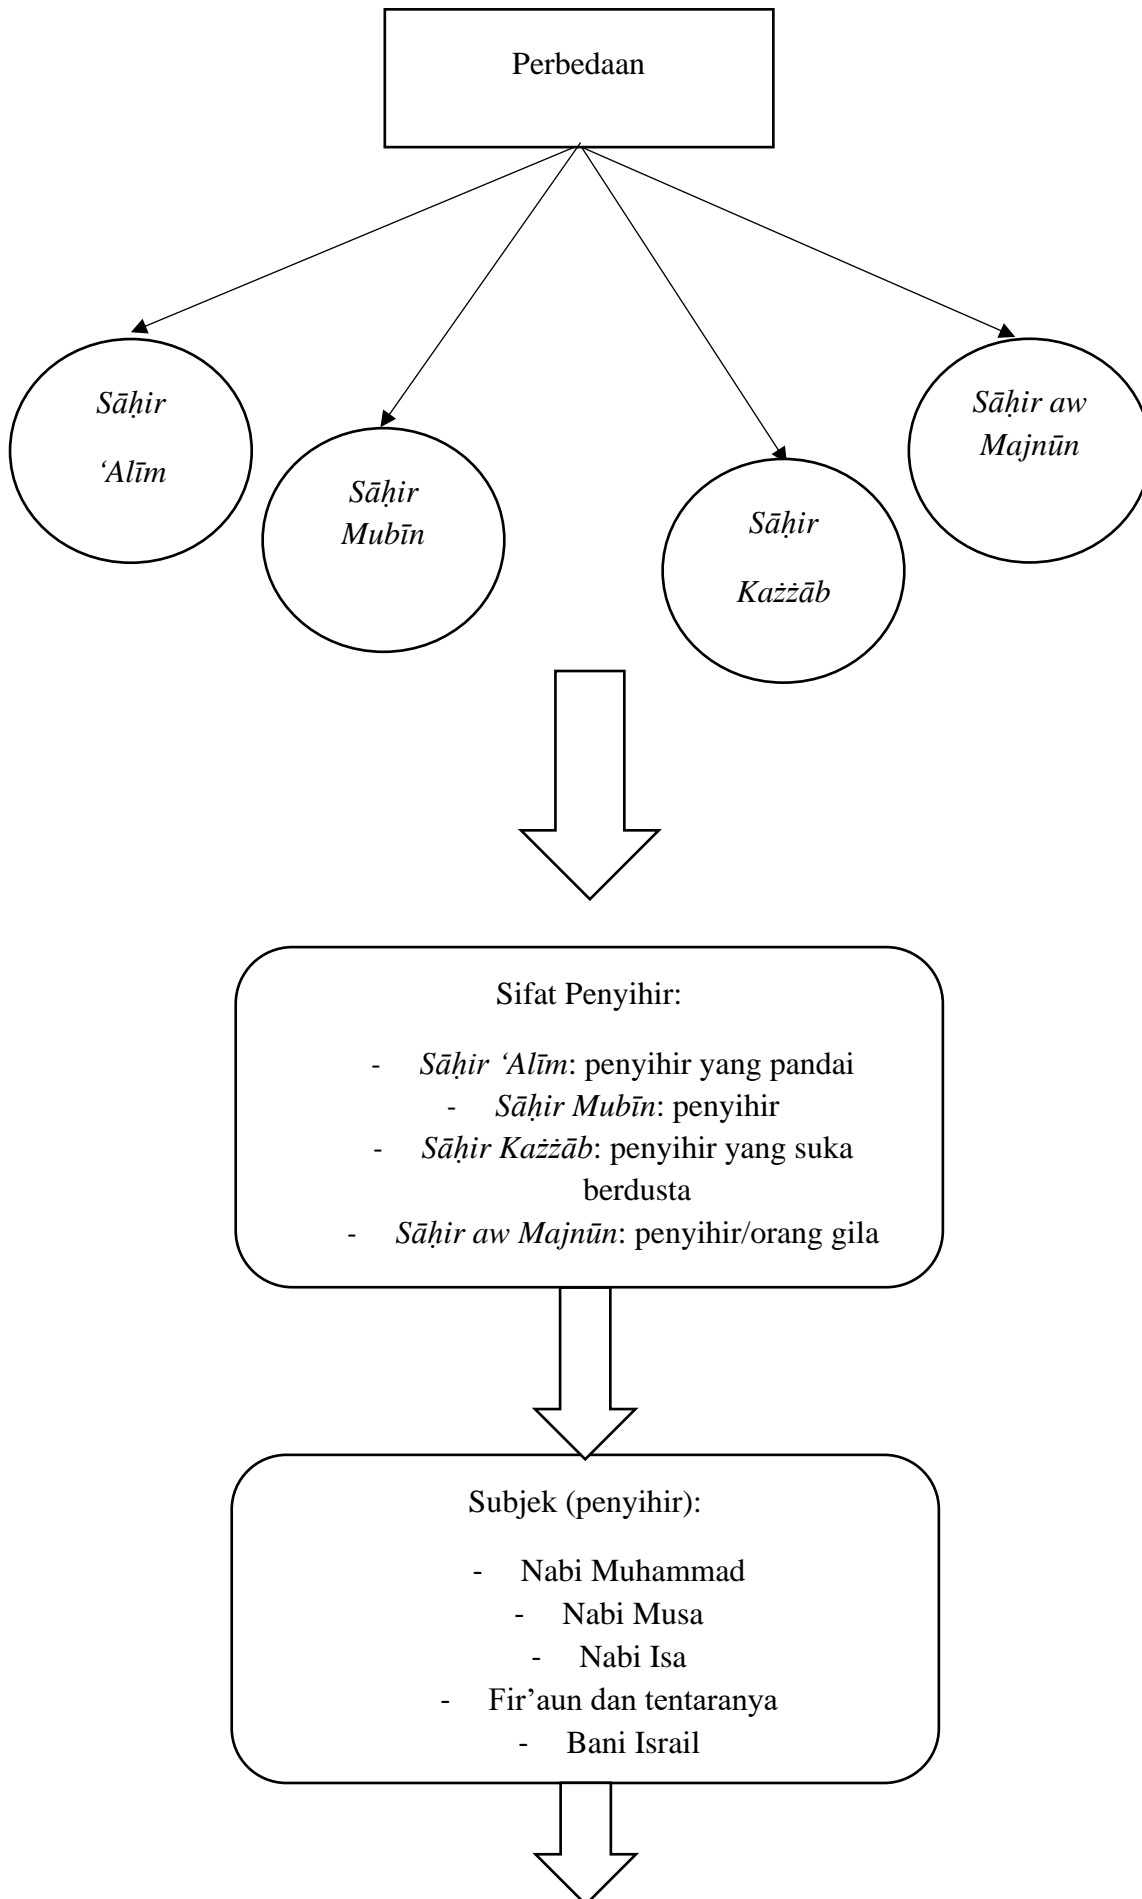 Perbedaan
Sāḥir
‘Alīm
Sāḥir
Mubīn
Sāḥir
Każżāb
Sāḥir aw
Majnūn
Sifat Penyihir:
- Sāḥir ‘Alīm: penyihir yang pandai
- Sāḥir Mubīn: penyihir
- Sāḥir Każżāb: penyihir yang suka
berdusta
- Sāḥir aw Majnūn: penyihir/orang gila
Subjek (penyihir):
- Nabi Muhammad
- Nabi Musa
- Nabi Isa
- Fir’aun dan tentaranya
- Bani Israil